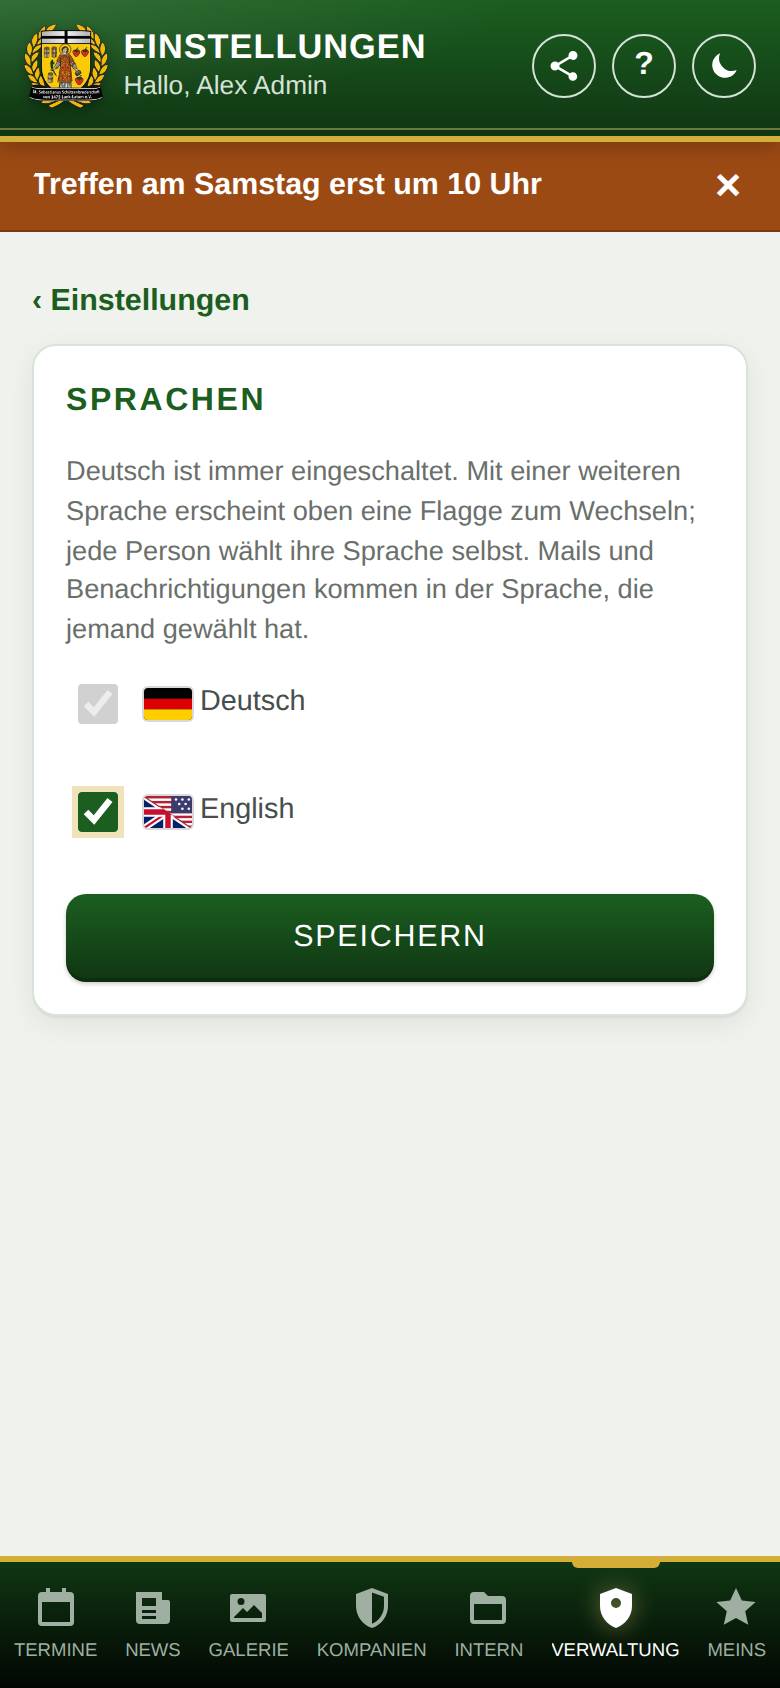 EINSTELLUNGEN
Hallo, Alex Admin
?
Treffen am Samstag erst um 10 Uhr
×
‹ Einstellungen
SPRACHEN
Deutsch ist immer eingeschaltet. Mit einer weiteren
Sprache erscheint oben eine Flagge zum Wechseln;
jede Person wählt ihre Sprache selbst. Mails und
Benachrichtigungen kommen in der Sprache, die
jemand gewählt hat.
Deutsch
English
SPEICHERN
TERMINE NEWS GALERIE KOMPANIEN INTERN VERWALTUNG MEINS